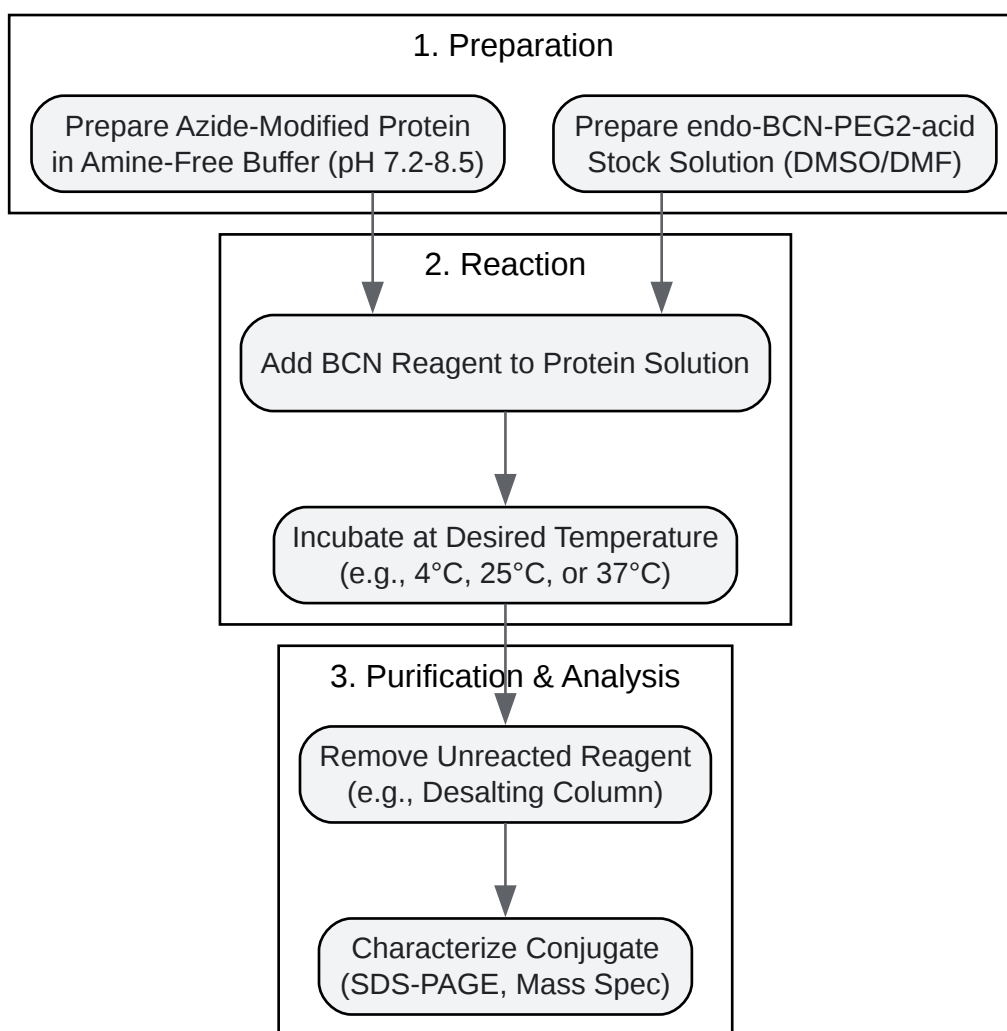 1. Preparation
Prepare Azide-Modified Protein
in Amine-Free Buffer (pH 7.2-8.5)
Prepare endo-BCN-PEG2-acid
Stock Solution (DMSO/DMF)
2. Reaction
Add BCN Reagent to Protein Solution
Incubate at Desired Temperature
(e.g., 4°C, 25°C, or 37°C)
3. Purification & Analysis
Remove Unreacted Reagent
(e.g., Desalting Column)
Characterize Conjugate
(SDS-PAGE, Mass Spec)